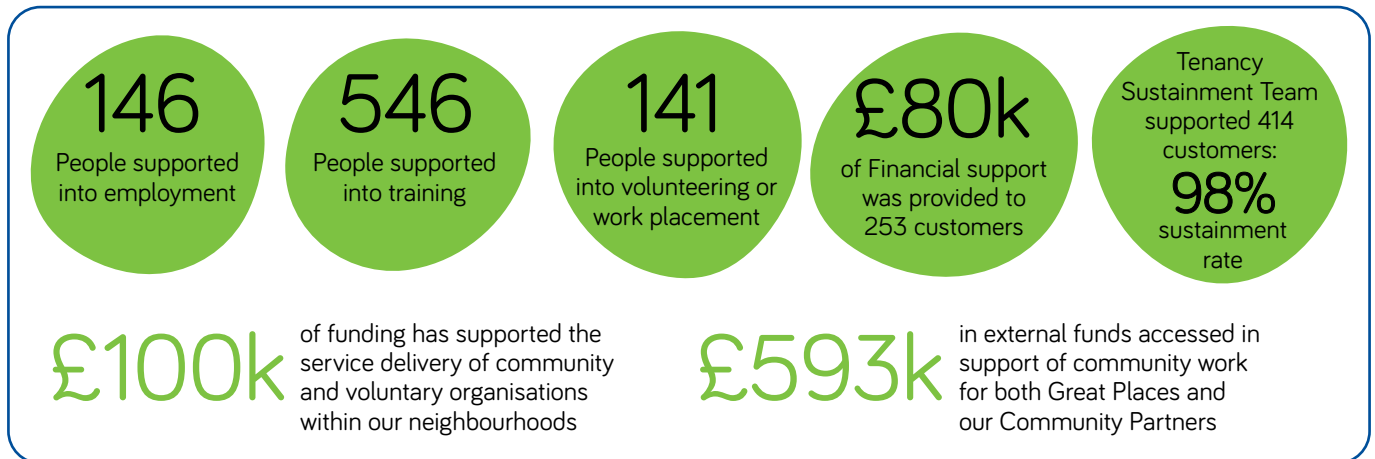 146
People supported
into employment
546
People supported
into training
141
People supported
into volunteering or
work placement
£80k
of Financial support
was provided to
253 customers
Tenancy
Sustainment Team
supported 414
customers:
98%
sustainment
rate
£100k
of funding has supported the
service delivery of community
and voluntary organisations
within our neighbourhoods
£593k
in external funds accessed in
support of community work
for both Great Places and
our Community Partners